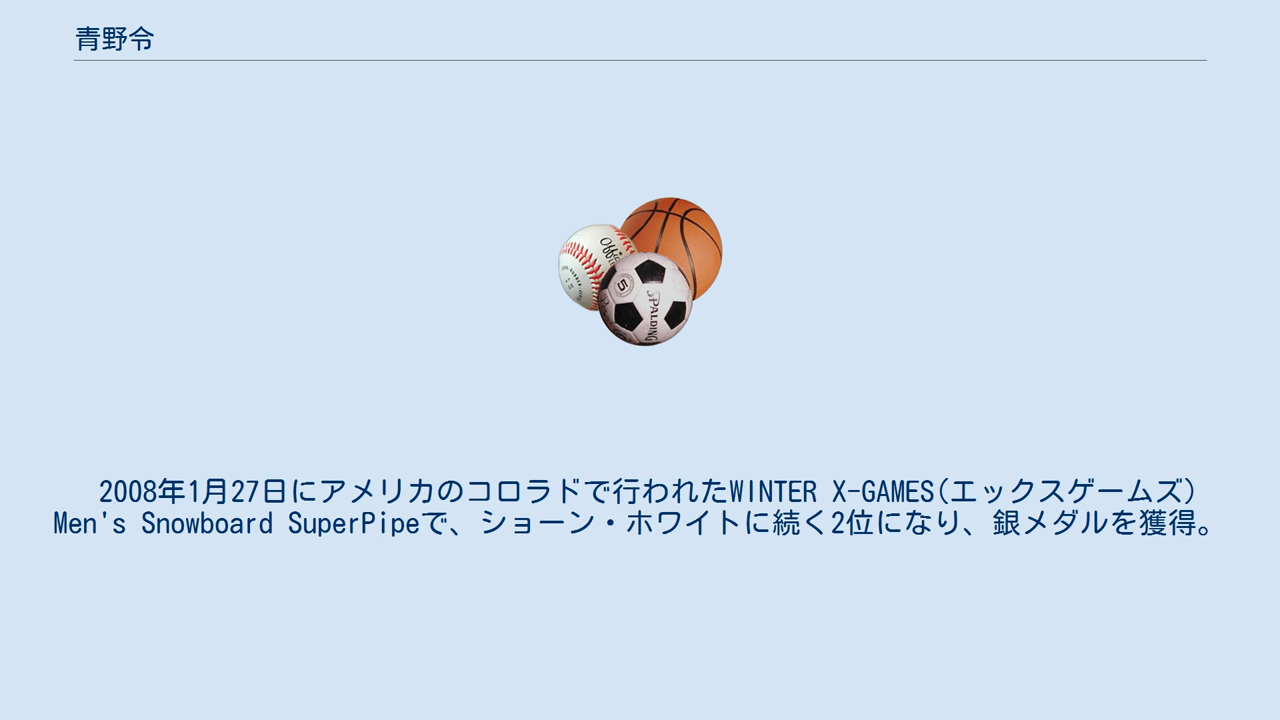 青野令
Offic
5
SPALDING
2008年1月27日にアメリカのコロラドで行われたWINTER X-GAMES(エックスゲームズ)
Men's Snowboard SuperPipeで、ショーン・ホワイトに続く2位になり、銀メダルを獲得。